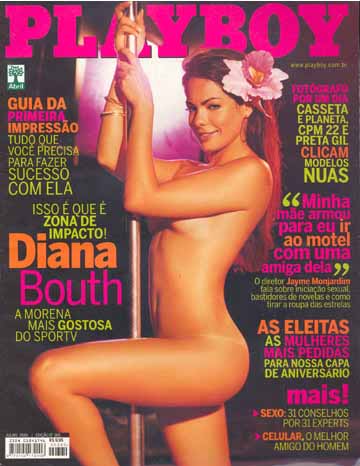 PLAYBOY
www.playboy.com.br
Abril
GUIA DA
PRIMEIRA
IMPRESSÃO
TUDO QUE
VOCÊ PRECISA
PARA FAZER
SUCESSO
COM ELA
ISSO É QUE É
ZONA DE
IMPACTO!
Diana
Bouth
A MORENA
MAIS GOSTOSA
DO SPORTV
FOTÓGRAFO
POR UM DIA
CASSETA
E PLANETA,
CPM 22 E
PRETA GIL
CLICAM
MODELOS
NUAS
“Minha
mãe armou
para eu ir
ao motel
com uma
amiga dela”
O diretor Jayme Monjardim
fala sobre iniciação sexual,
bastidores de novelas e como
tirar a roupa das estrelas
AS ELEITAS
AS MULHERES
MAIS PEDIDAS
PARA NOSSA CAPA
DE ANIVERSÁRIO
mais!
> SEXO: 31 CONSELHOS
POR 31 EXPERTS
> CELULAR, O MELHOR
AMIGO DO HOMEM